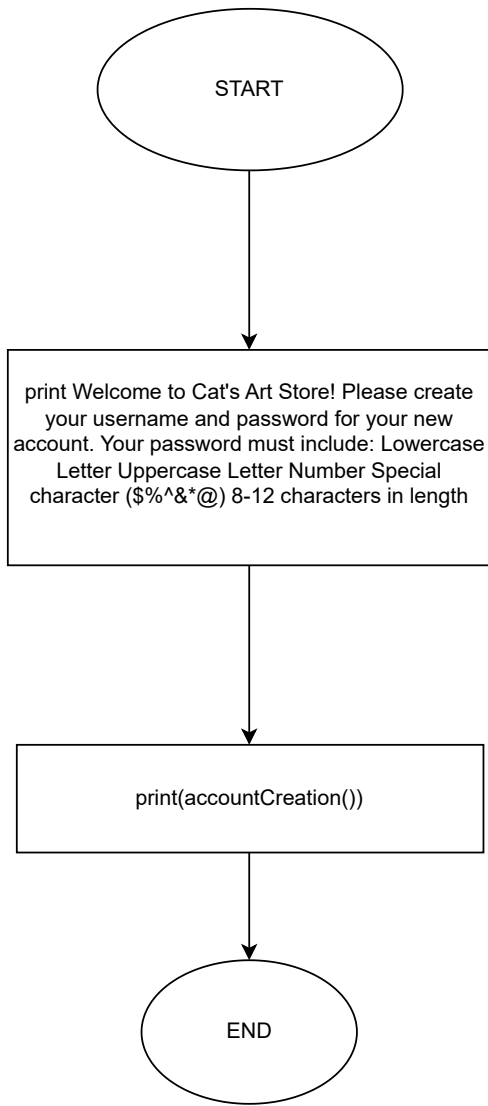 START
print Welcome to Cat's Art Store! Please create
your username and password for your new
account. Your password must include: Lowercase
Letter Uppercase Letter Number Special
character ($%^&*@) 8-12 characters in length
print(accountCreation())
END